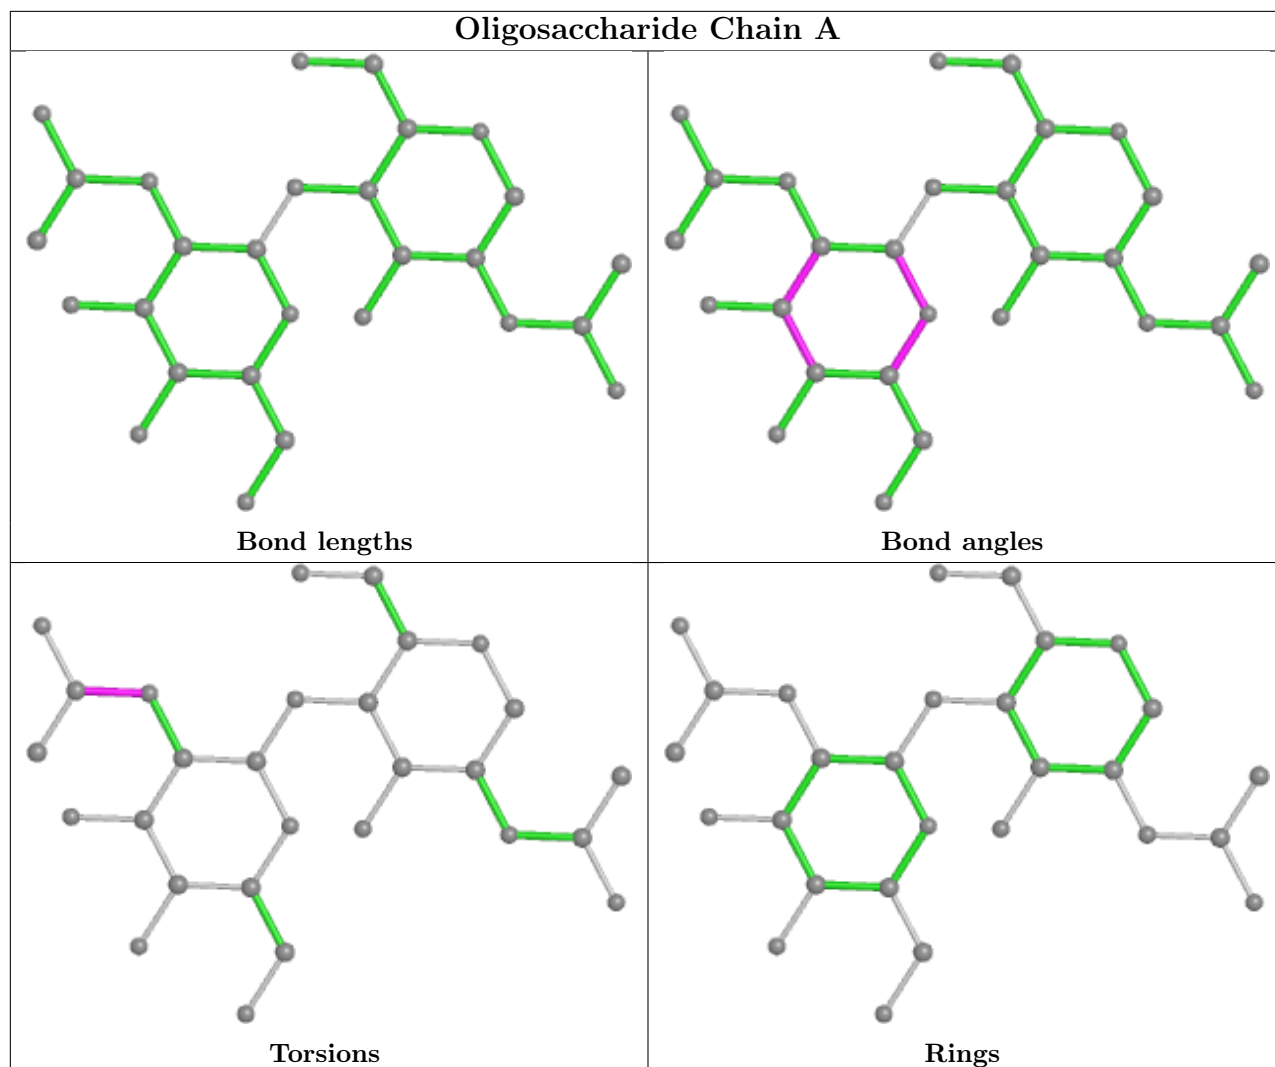 Oligosaccharide Chain A
Bond lengths
Bond angles
Torsions
Rings